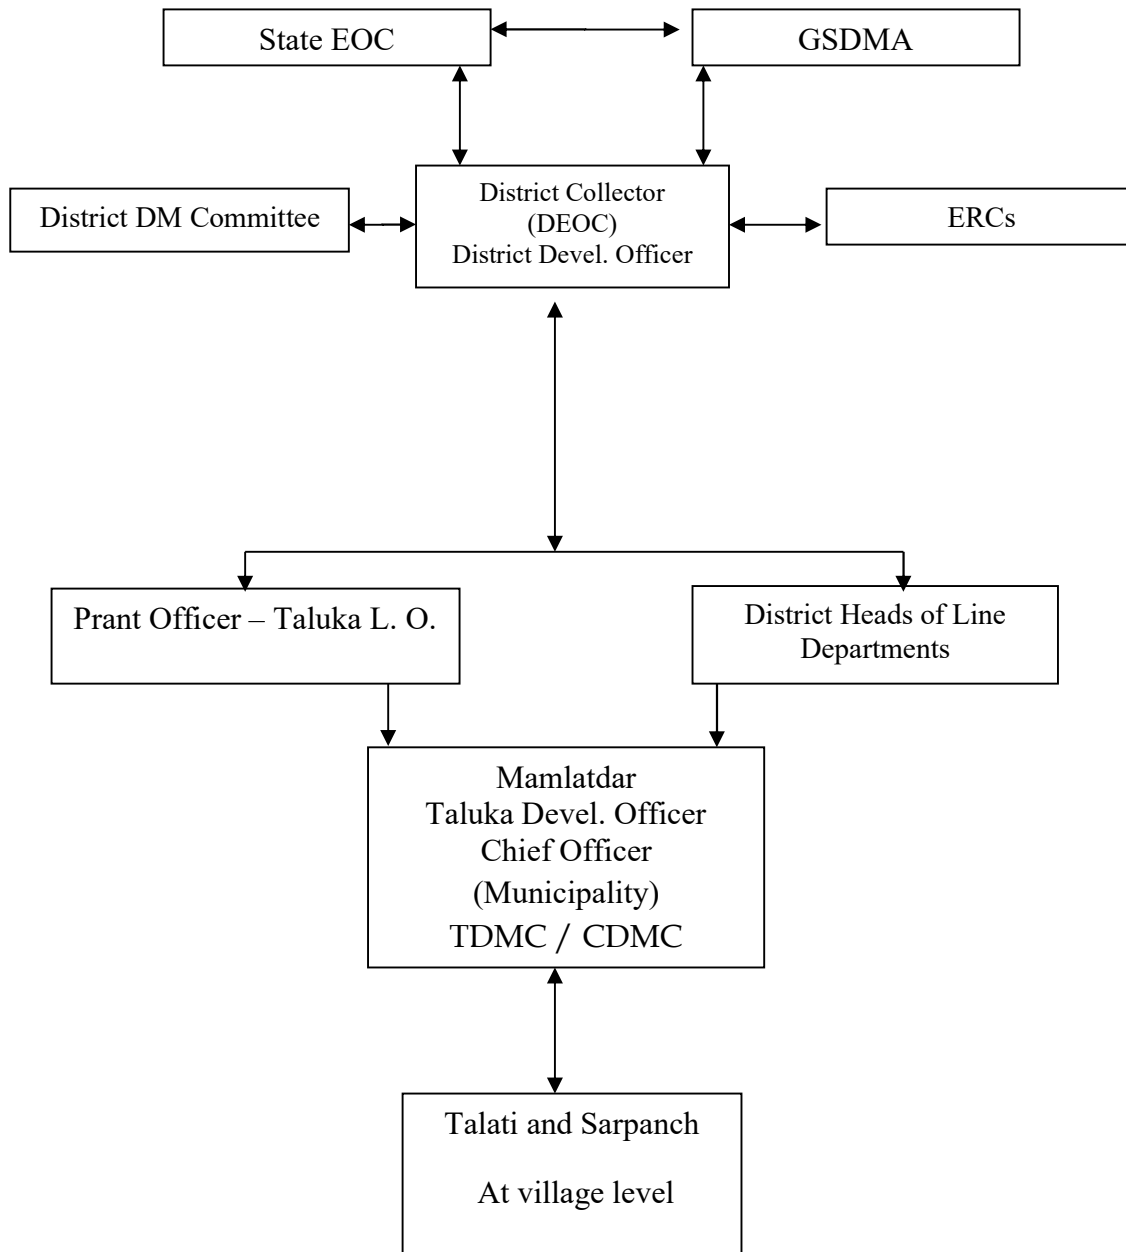 State EOC
GSDMA
District DM Committee
District Collector
(DEOC)
District Devel. Officer
ERCs
Prant Officer – Taluka L. O.
District Heads of Line
Departments
Mamlatdar
Taluka Devel. Officer
Chief Officer
(Municipality)
TDMC / CDMC
Talati and Sarpanch
At village level